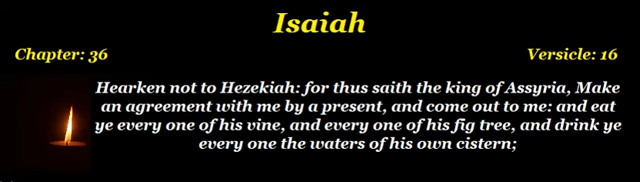 Isaiah
Chapter: 36 Versicle: 16
Hearken not to Hezekiah: for thus saith the king of Assyria, Make
an agreement with me by a present, and come out to me: and eat
ye every one of his vine, and every one of his fig tree, and drink ye
every one the waters of his own cistern;